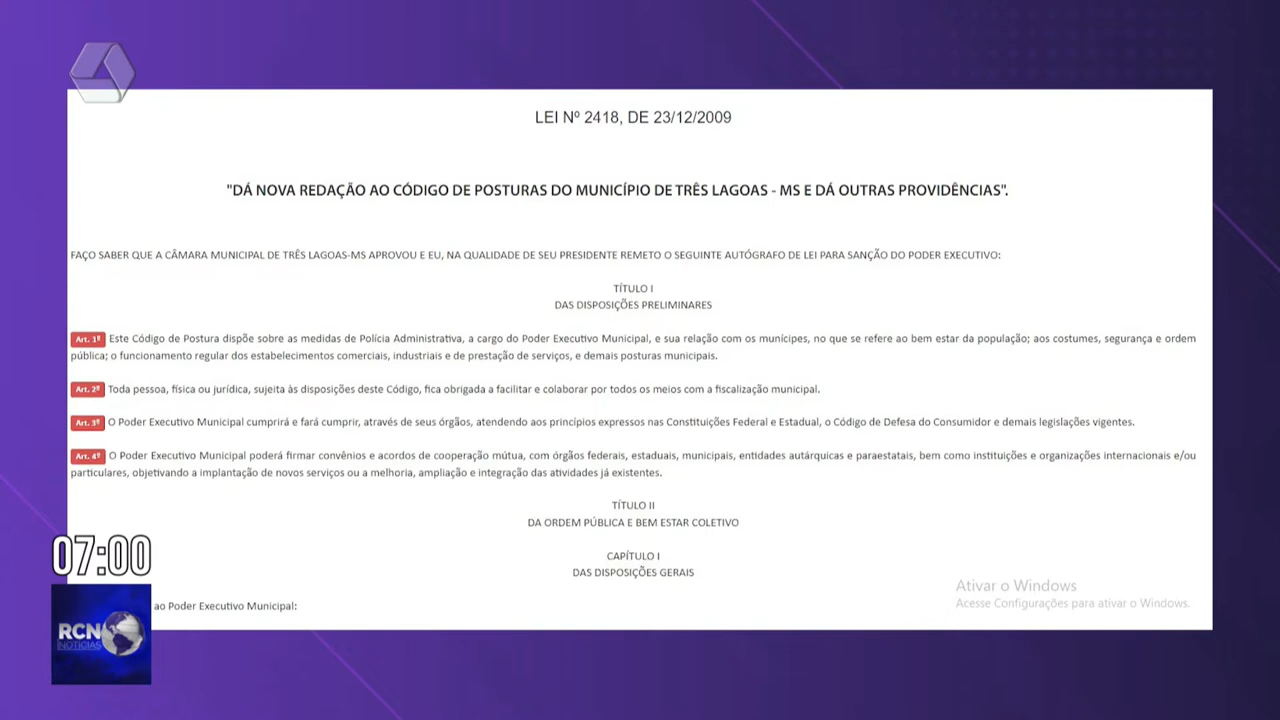 LEI Nº 2418, DE 23/12/2009
"DÁ NOVA REDAÇÃO AO CÓDIGO DE POSTURAS DO MUNICÍPIO DE TRÊS LAGOAS - MS E DÁ OUTRAS PROVIDÊNCIAS".
FAÇO SABER QUE A CÂMARA MUNICIPAL DE TRÊS LAGOAS-MS APROVOU E EU, NA QUALIDADE DE SEU PRESIDENTE REMETO O SEGUINTE AUTÓGRAFO DE LEI PARA SANÇÃO DO PODER EXECUTIVO:
TÍTULO I
DAS DISPOSIÇÕES PRELIMINARES
Art. 1º Este Código de Postura dispõe sobre as medidas de Polícia Administrativa, a cargo do Poder Executivo Municipal, e sua relação com os munícipes, no que se refere ao bem estar da população; aos costumes, segurança e ordem
pública; o funcionamento regular dos estabelecimentos comerciais, industriais e de prestação de serviços, e demais posturas municipais.
Art. 2º Toda pessoa, física ou jurídica, sujeita às disposições deste Código, fica obrigada a facilitar e colaborar por todos os meios com a fiscalização municipal.
Art. 3º O Poder Executivo Municipal cumprirá e fará cumprir, através de seus órgãos, atendendo aos princípios expressos nas Constituições Federal e Estadual, o Código de Defesa do Consumidor e demais legislações vigentes.
Art. 4º O Poder Executivo Municipal poderá firmar convênios e acordos de cooperação mútua, com órgãos federais, estaduais, municipais, entidades autárquicas e paraestatais, bem como instituições e organizações internacionais e/ou
particulares, objetivando a implantação de novos serviços ou a melhoria, ampliação e integração das atividades já existentes.
TÍTULO II
DA ORDEM PÚBLICA E BEM ESTAR COLETIVO
CAPÍTULO I
DAS DISPOSIÇÕES GERAIS
ao Poder Executivo Municipal:
Ativar o Windows
Acesse Configurações para ativar o Windows.
07:00
RCN
NOTÍCIAS